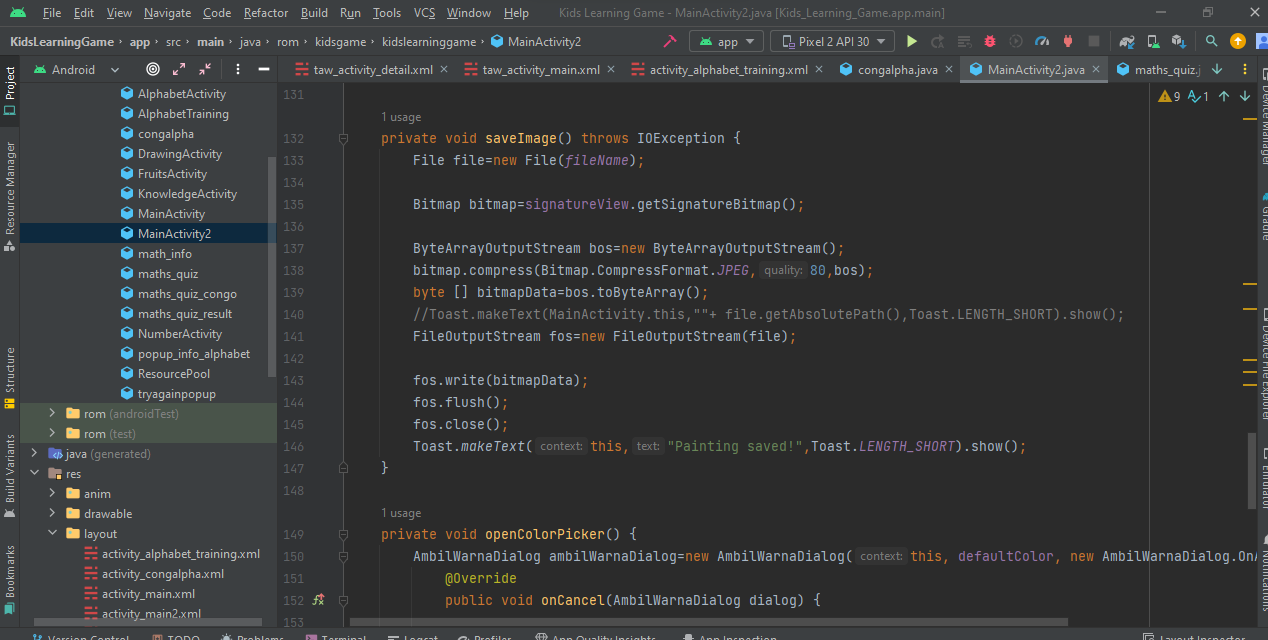 File Edit View Navigate Code Refactor Build Run Tools VCS Window Help Kids Learning Game - MainActivity2.java [Kids_Learning_Game.app.main]
KidsLearningGame › app › src › main › java › rom › kidsgame › kidslearninggame › MainActivity2 app Pixel 2 API 30
Project
Android
taw_activity_detail.xml taw_activity_main.xml activity_alphabet_training.xml congalpha.java MainActivity2.java maths_quiz.j
9 1
AlphabetActivity
AlphabetTraining
congalpha
DrawingActivity
FruitsActivity
KnowledgeActivity
MainActivity
MainActivity2
math_info
maths_quiz
maths_quiz_congo
maths_quiz_result
NumberActivity
popup_info_alphabet
ResourcePool
tryagainpopup
rom (androidTest)
rom (test)
java (generated)
res
anim
drawable
layout
activity_alphabet_training.xml
activity_congalpha.xml
activity_main.xml
activity_main2.xml
Resource Manager
Structure
Build Variants
Bookmarks
131
1 usage
132 private void saveImage() throws IOException {
133 File file=new File(fileName);
134
135 Bitmap bitmap=signatureView.getSignatureBitmap();
136
137 ByteArrayOutputStream bos=new ByteArrayOutputStream();
138 bitmap.compress(Bitmap.CompressFormat.JPEG, quality: 80,bos);
139 byte [] bitmapData=bos.toByteArray();
140 //Toast.makeText(MainActivity.this,""+ file.getAbsolutePath(),Toast.LENGTH_SHORT).show();
141 FileOutputStream fos=new FileOutputStream(file);
142
143 fos.write(bitmapData);
144 fos.flush();
145 fos.close();
146 Toast.makeText( context: this, text: "Painting saved!",Toast.LENGTH_SHORT).show();
147 }
148
1 usage
149 private void openColorPicker() {
150 AmbilWarnaDialog ambilWarnaDialog=new AmbilWarnaDialog( context: this, defaultColor, new AmbilWarnaDialog.OnA
151 @Override
152 public void onCancel(AmbilWarnaDialog dialog) {
153
Device Manager
Gradle
Device File Explorer
Emulator
Notifications
Version Control TODO Problems Terminal Logcat Profiler App Quality Insights App Inspection Layout Inspector